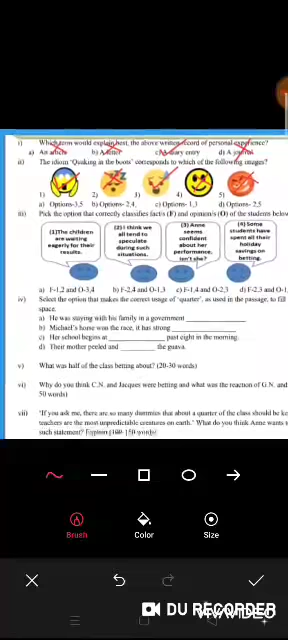 i) Which term would explain best, the above written record of personal experience?
a) An article b) A letter c) A diary entry d) A journal
ii) The idiom 'Quaking in the boots' corresponds to which of the following images?
1) 2) 3) 4) 5)
a) Options-3,5 b) Options- 2,4, c) Options- 1,3 d) Options- 2,5
iii) Pick the option that correctly classifies fact/s (F) and opinion/s (O) of the students below
(1)The children are waiting eagerly for their results.
(2) I think we all tend to speculate during such situations.
(3) Anne seems confident about her performance, isn't she?
(4) Some students have spent all their holiday savings on betting.
a) F-1,2 and O-3,4 b) F-2,4 and O-1,3 c) F-1,4 and O-2,3 d) F-2,3 and O-1,
iv) Select the option that makes the correct usage of 'quarter', as used in the passage, to fill
space.
a) He was staying with his family in a government
b) Michael's horse won the race, it has strong
c) Her school begins at past eight in the morning.
d) Their mother peeled and the guava.
v) What was half of the class betting about? (20-30 words)
vi) Why do you think C.N. and Jacques were betting and what was the reaction of G.N. and
50 words)
vii) 'If you ask me, there are so many dummies that about a quarter of the class should be ke
teachers are the most unpredictable creatures on earth.' What do you think Anne wants
such statement? Explain (100-150 words)
Brush Color Size
DU RECORDER
VIVAVIDEO